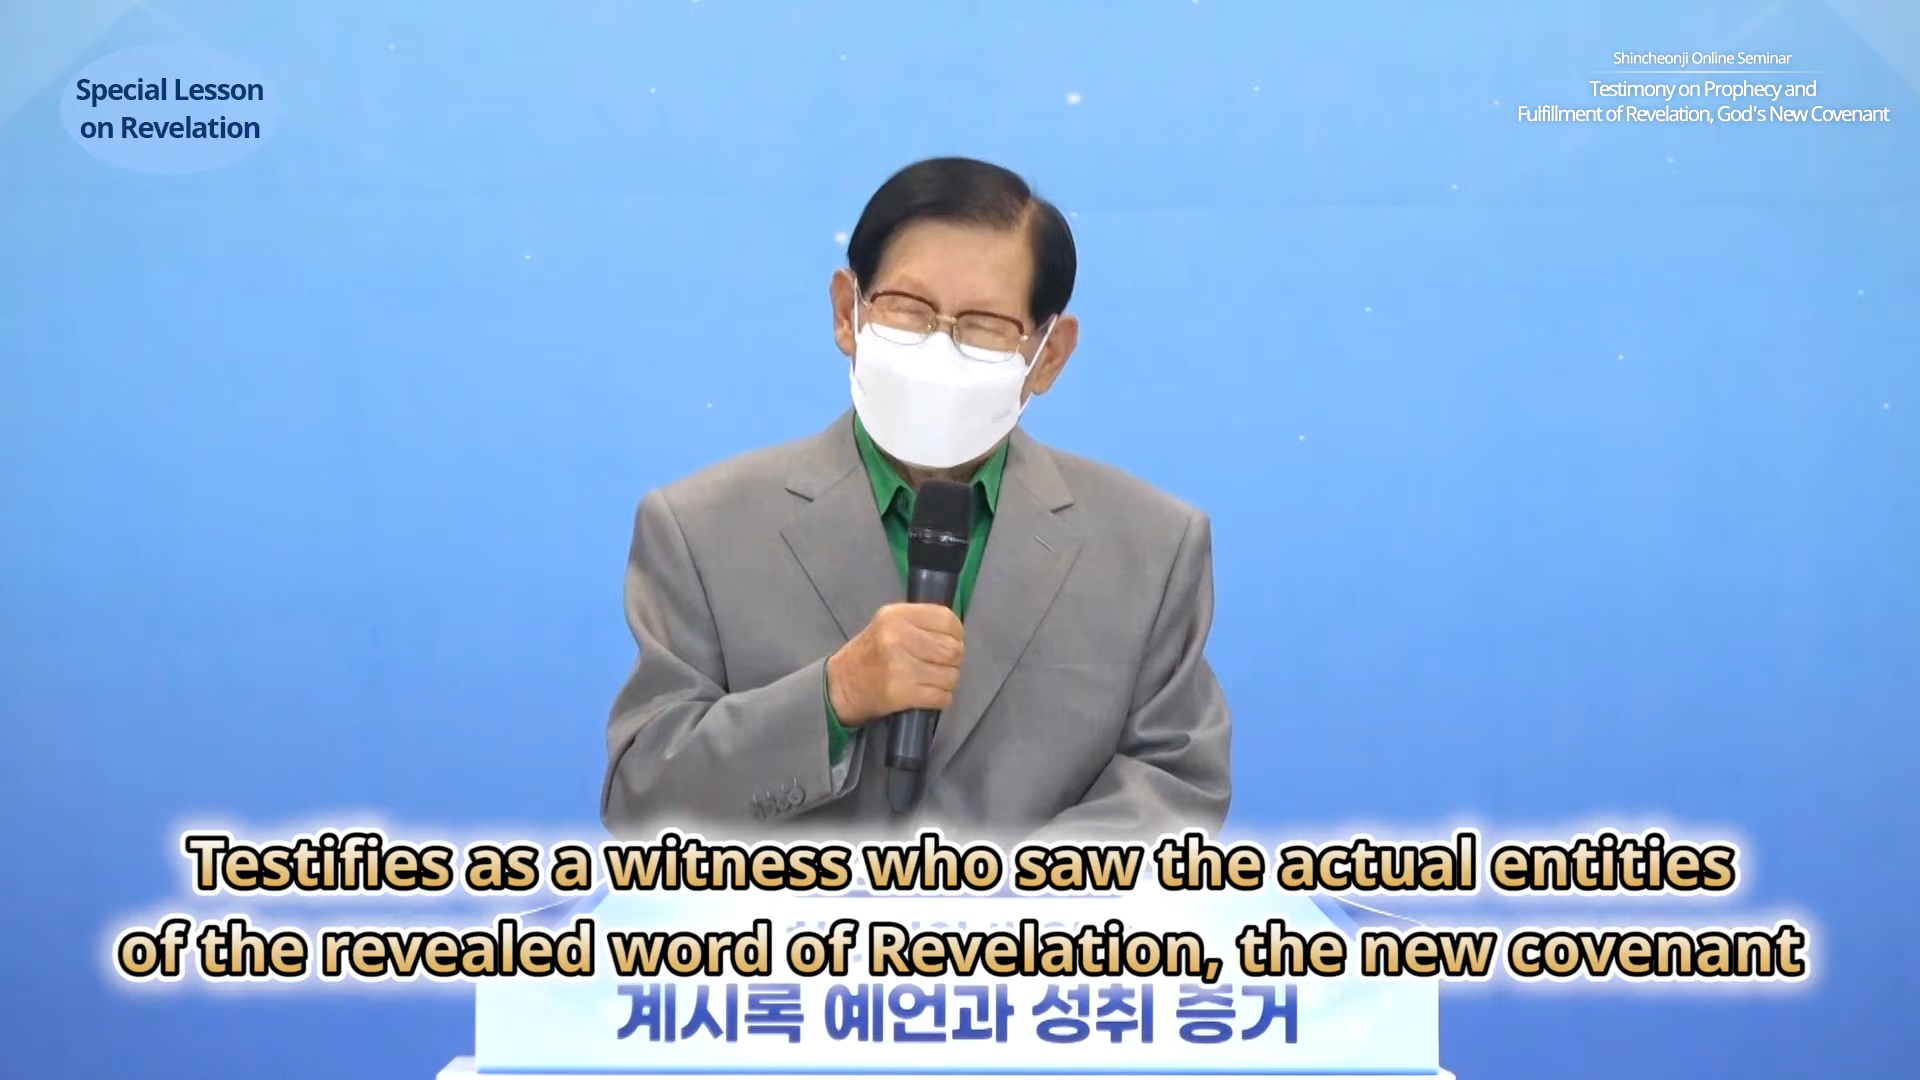 Special Lesson
on Revelation
Shincheonji Online Seminar
Testimony on Prophecy and
Fulfillment of Revelation, God's New Covenant
Testifies as a witness who saw the actual entities
of the revealed word of Revelation, the new covenant
계시록 예언과 성취 증거